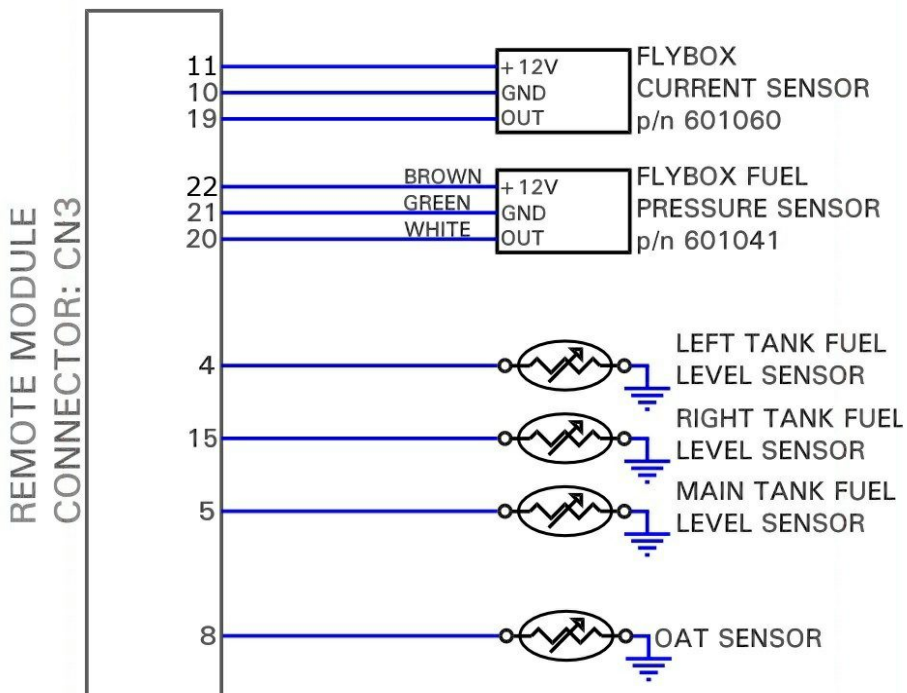 REMOTE MODULE
CONNECTOR: CN3
11
+12V
FLYBOX
10
GND
CURRENT SENSOR
19
OUT
p/n 601060
22
BROWN
+12V
FLYBOX FUEL
21
GREEN
GND
PRESSURE SENSOR
20
WHITE
OUT
p/n 601041
4
LEFT TANK FUEL
LEVEL SENSOR
15
RIGHT TANK FUEL
LEVEL SENSOR
5
MAIN TANK FUEL
LEVEL SENSOR
8
OAT SENSOR